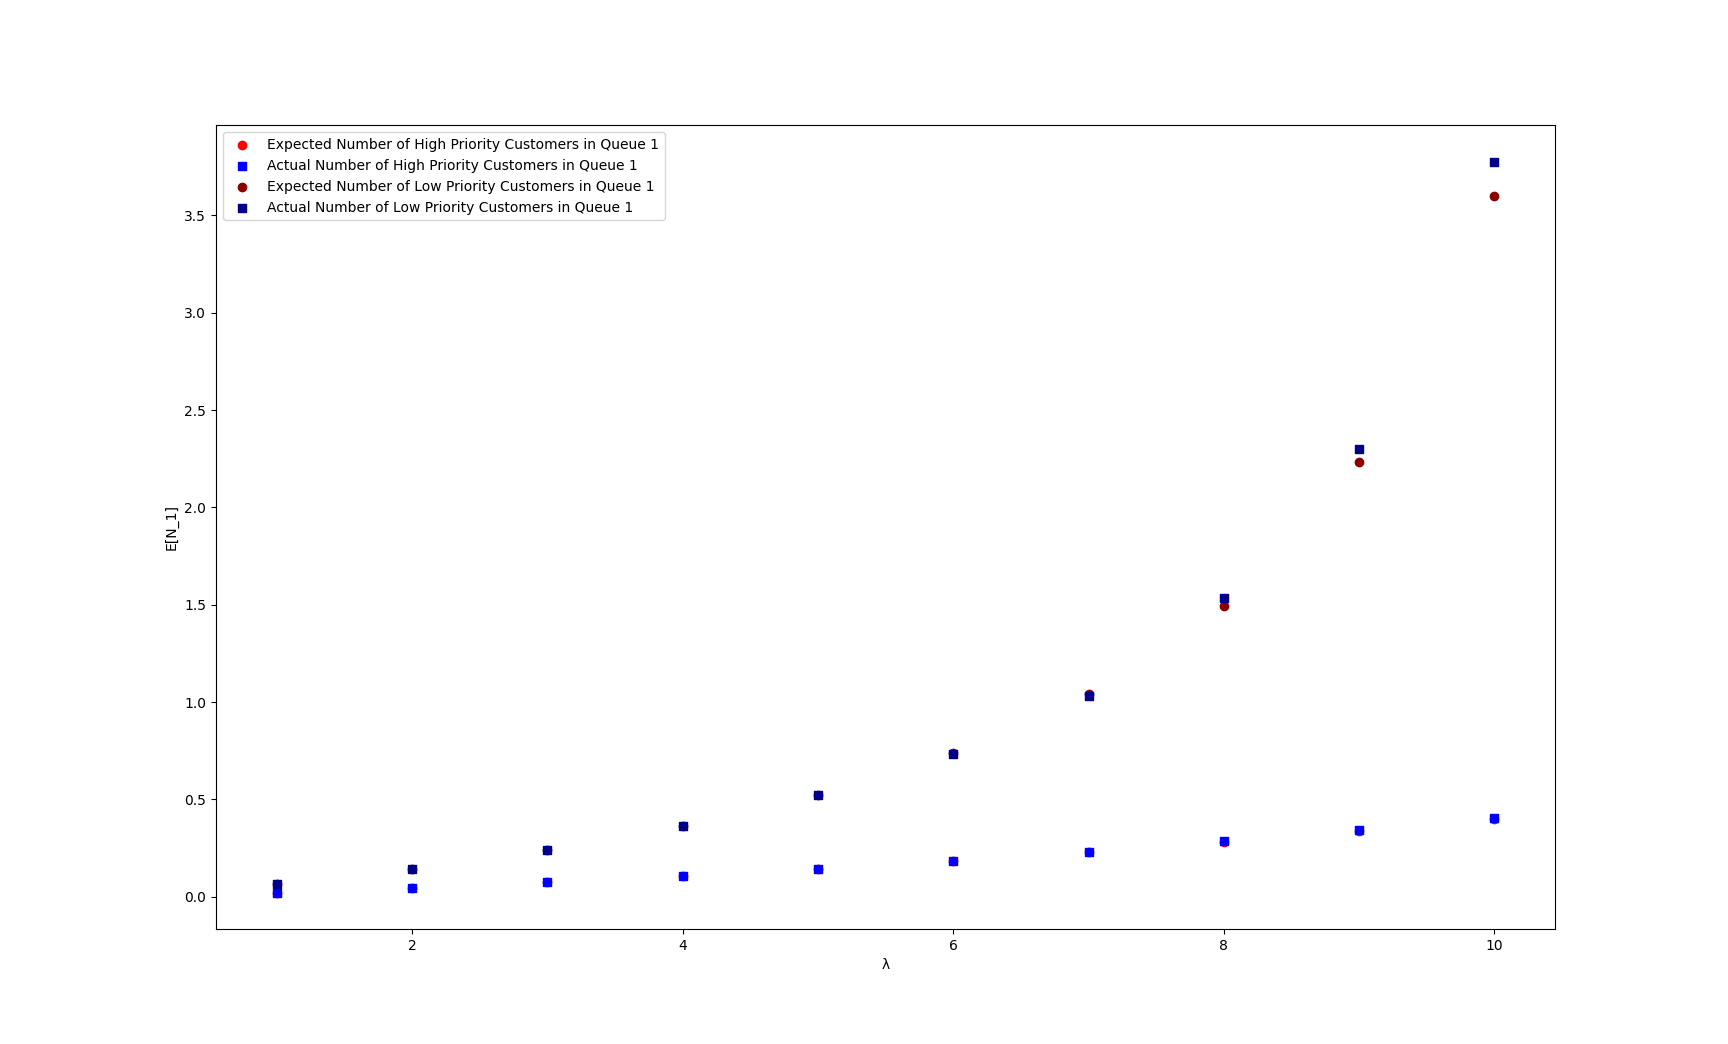 Expected Number of High Priority Customers in Queue 1
Actual Number of High Priority Customers in Queue 1
Expected Number of Low Priority Customers in Queue 1
Actual Number of Low Priority Customers in Queue 1
3.5
3.0
2.5
2.0
1.5
1.0
0.5
0.0
E[N_1]
2 4 6 8 10
λ